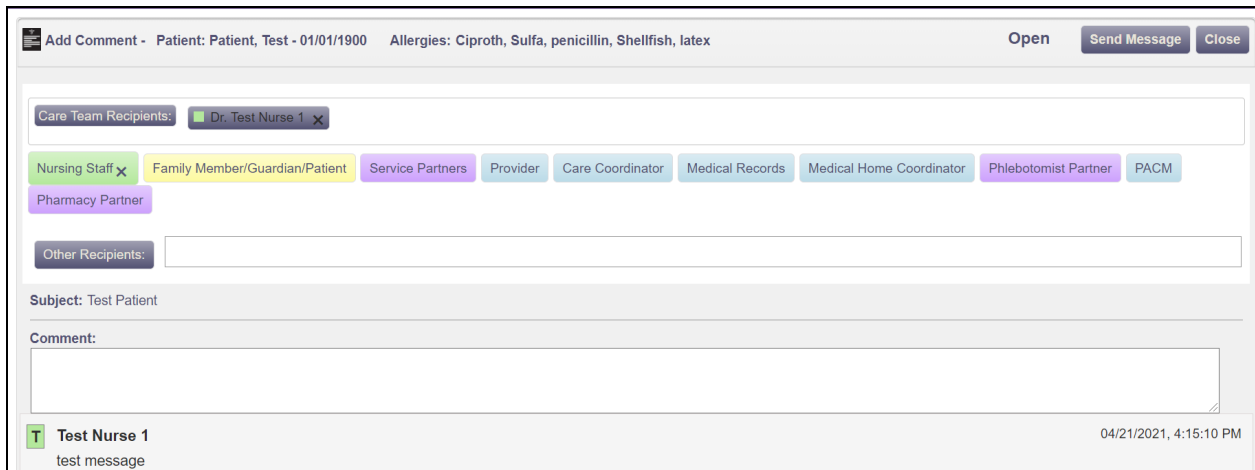 Add Comment - Patient: Patient, Test - 01/01/1900 Allergies: Ciproth, Sulfa, penicillin, Shellfish, latex Open Send Message Close
Care Team Recipients: Dr. Test Nurse 1 x
Nursing Staff x Family Member/Guardian/Patient Service Partners Provider Care Coordinator Medical Records Medical Home Coordinator Phlebotomist Partner PACM
Pharmacy Partner
Other Recipients:
Subject: Test Patient
Comment:
T Test Nurse 1 04/21/2021, 4:15:10 PM
test message